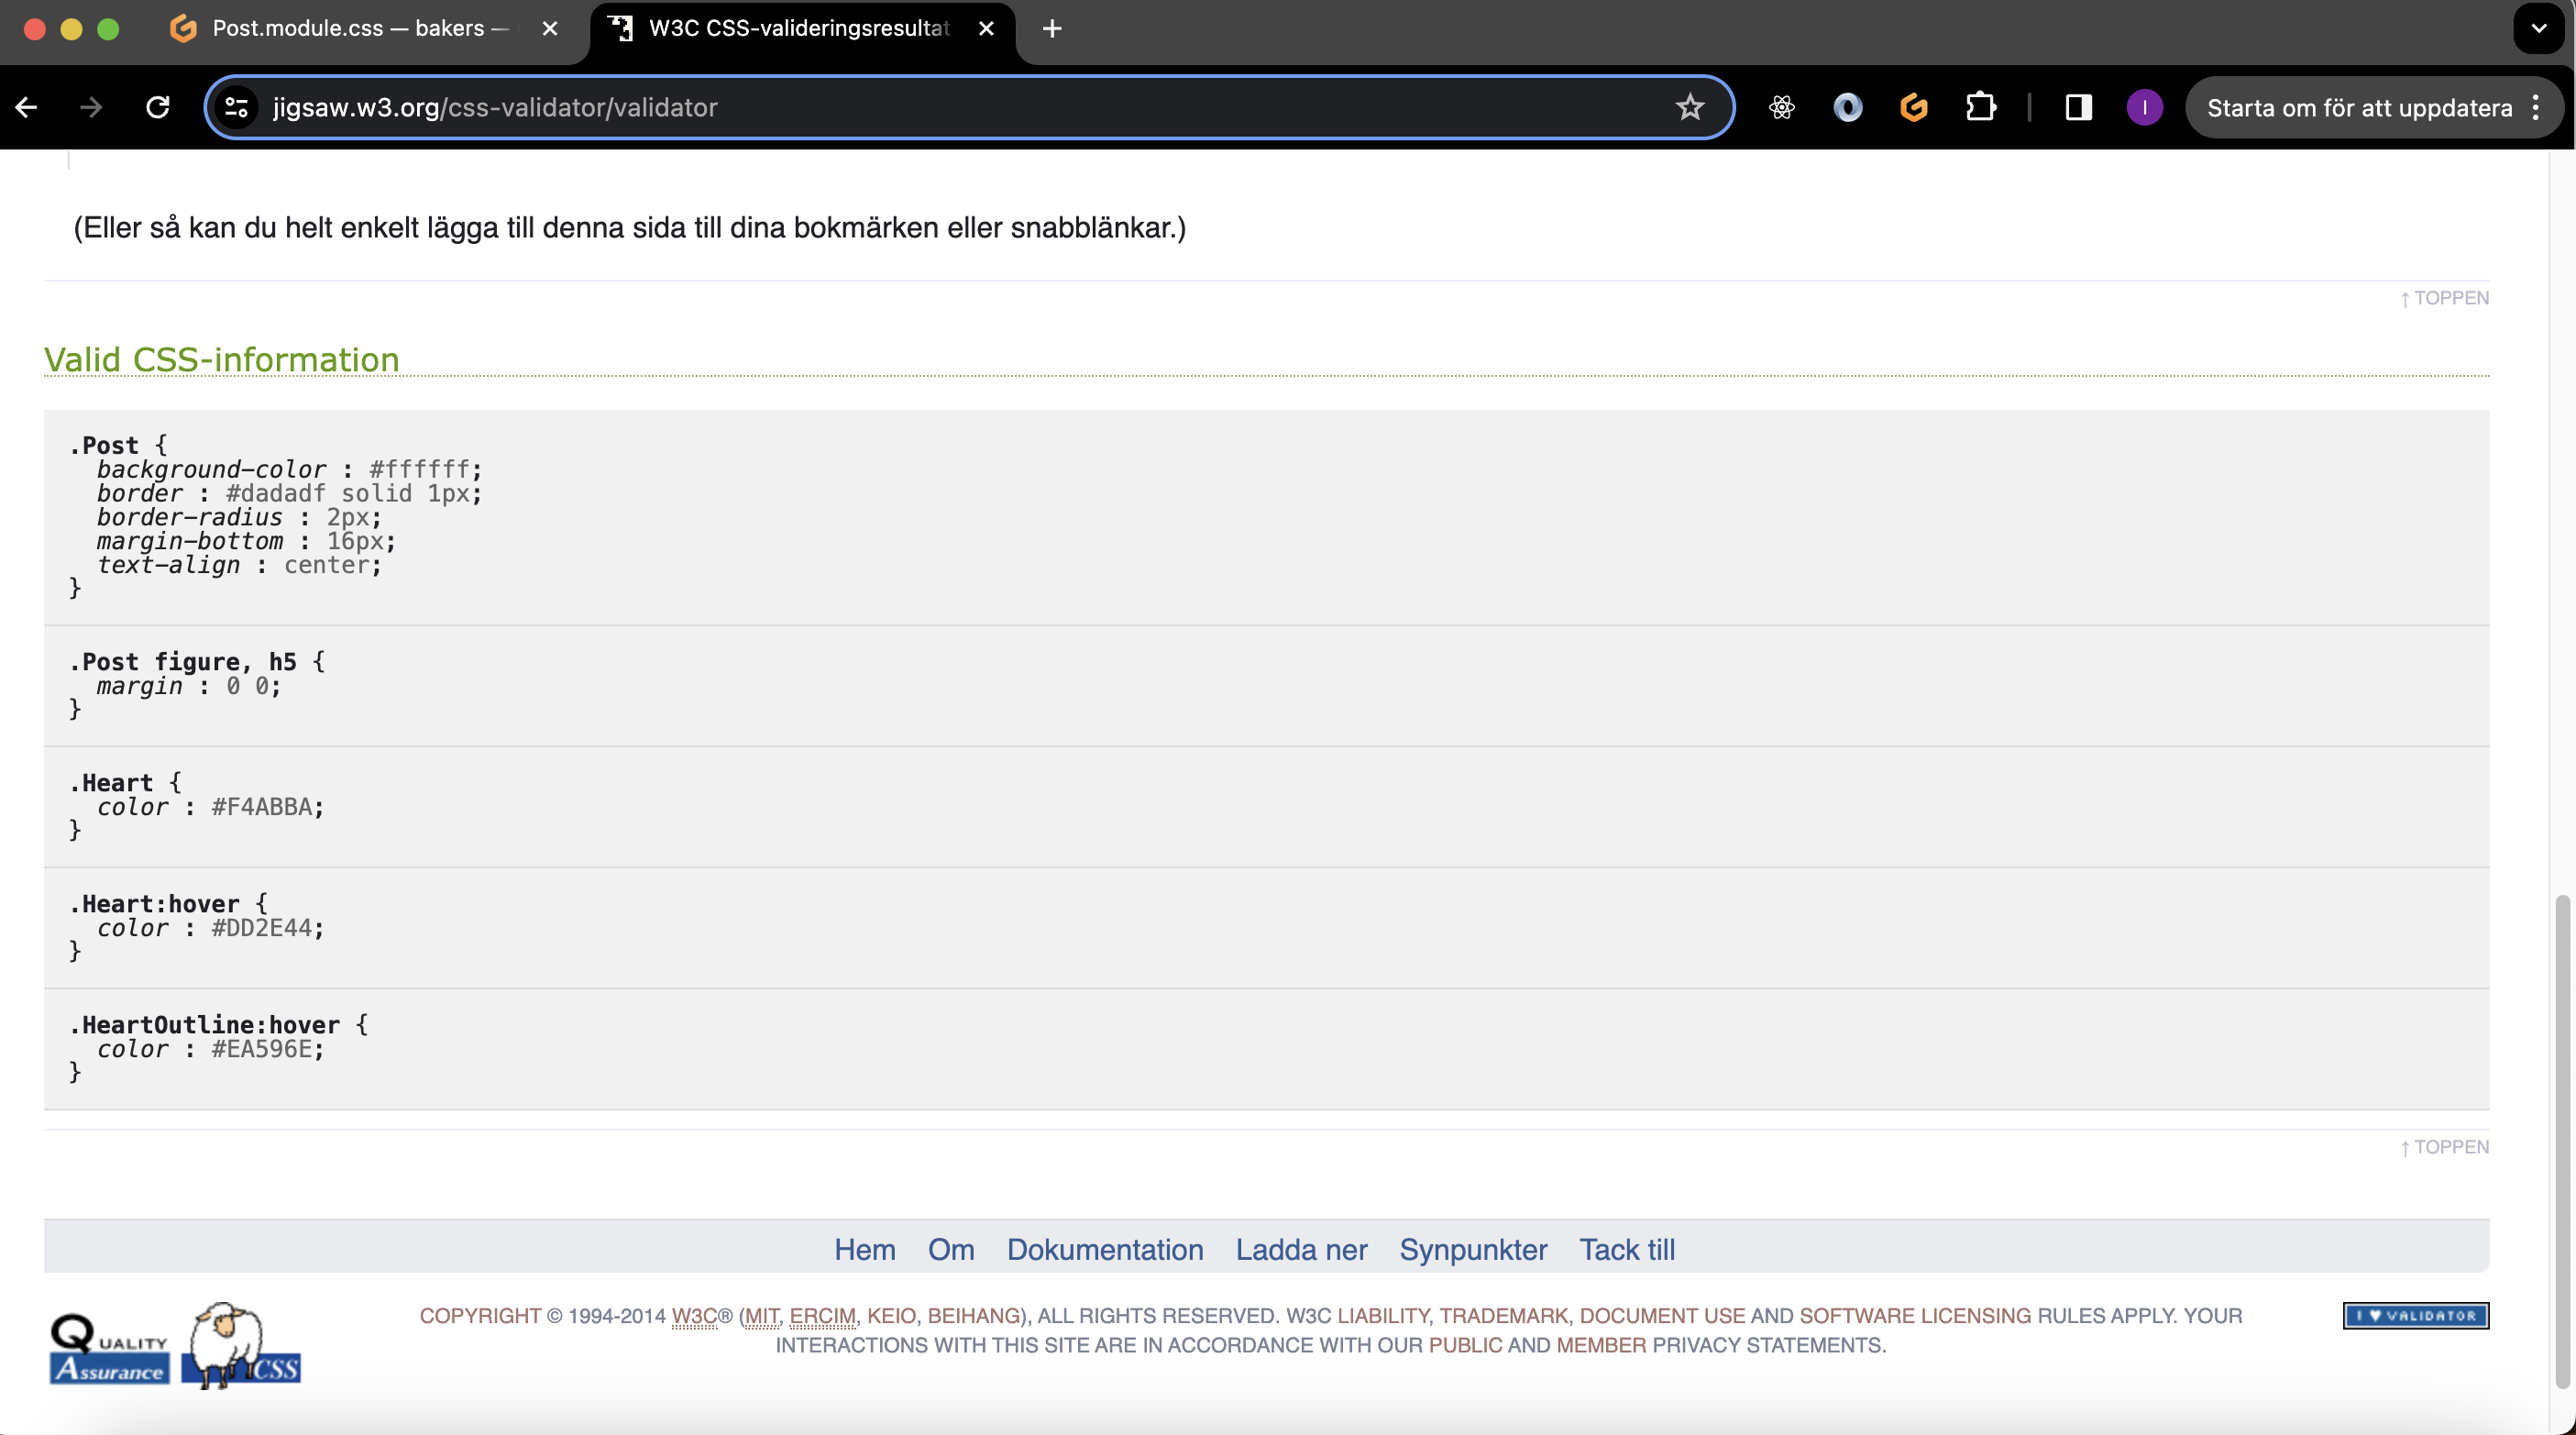 Post.module.css — bakers —
W3C CSS-valideringsresultat
jigsaw.w3.org/css-validator/validator
I
Starta om för att uppdatera
(Eller så kan du helt enkelt lägga till denna sida till dina bokmärken eller snabblänkar.)
↑ TOPPEN
Valid CSS-information
.Post {
background-color : #ffffff;
border : #dadadf solid 1px;
border-radius : 2px;
margin-bottom : 16px;
text-align : center;
}
.Post figure, h5 {
margin : 0 0;
}
.Heart {
color : #F4ABBA;
}
.Heart:hover {
color : #DD2E44;
}
.HeartOutline:hover {
color : #EA596E;
}
↑ TOPPEN
Hem Om Dokumentation Ladda ner Synpunkter Tack till
QUALITY
Assurance
CSS
COPYRIGHT © 1994-2014 W3C® (MIT, ERCIM, KEIO, BEIHANG), ALL RIGHTS RESERVED. W3C LIABILITY, TRADEMARK, DOCUMENT USE AND SOFTWARE LICENSING RULES APPLY. YOUR
INTERACTIONS WITH THIS SITE ARE IN ACCORDANCE WITH OUR PUBLIC AND MEMBER PRIVACY STATEMENTS.
I ♥ VALIDATOR